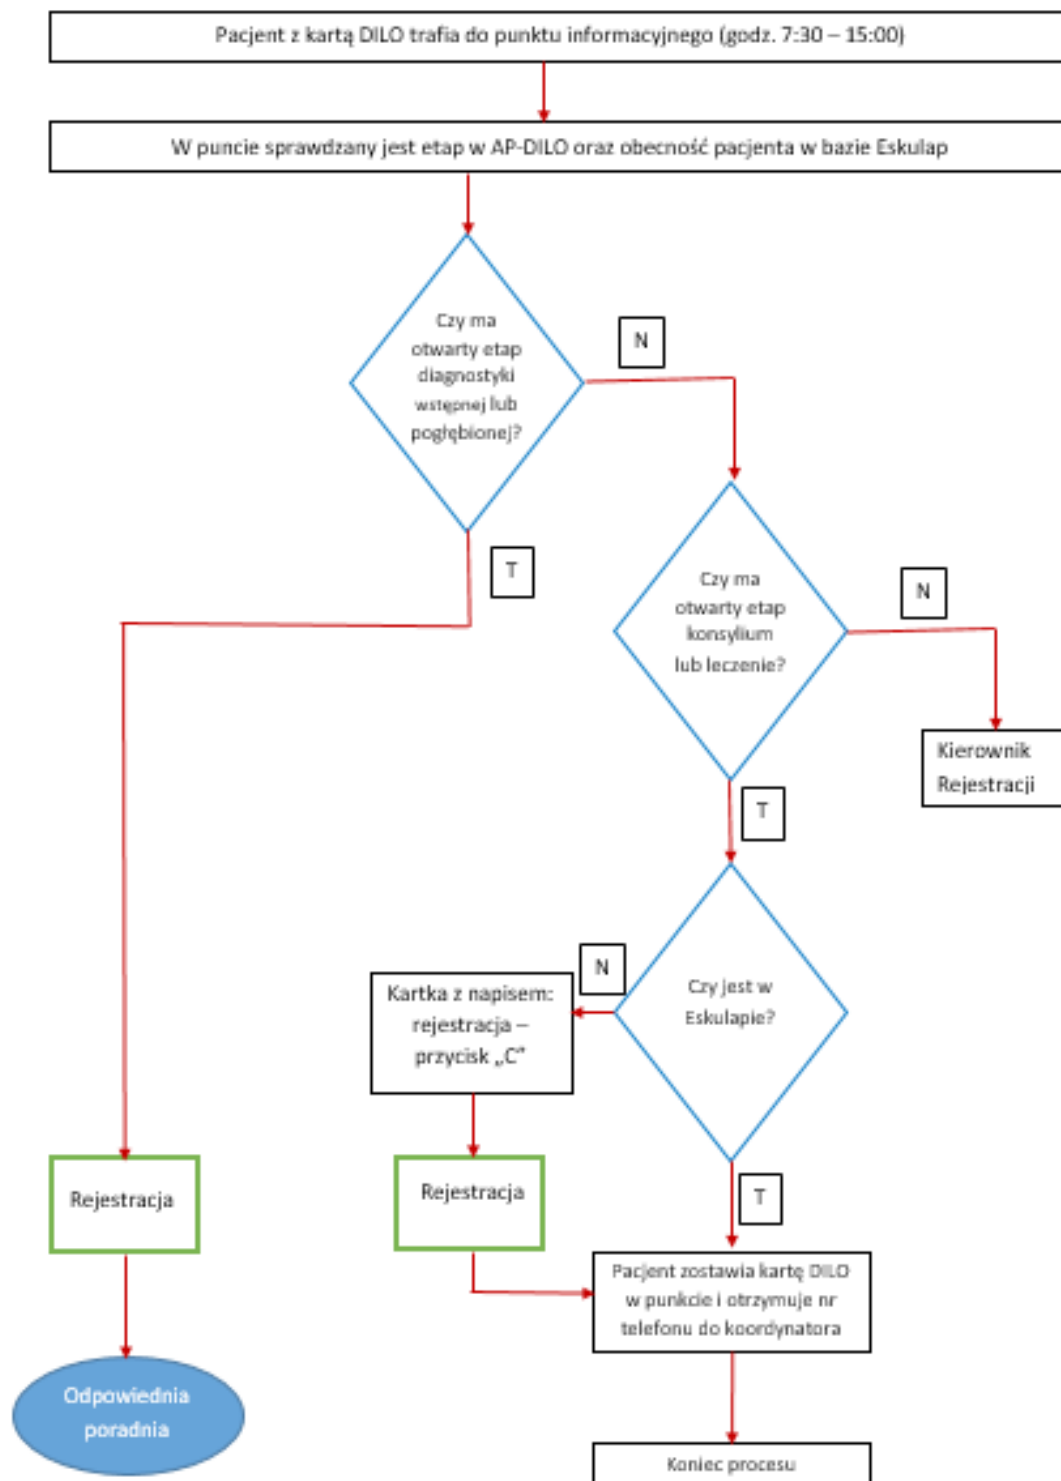 Pacjent z kartą DILO trafia do punktu informacyjnego (godz. 7:30 – 15:00)
W puncie sprawdzany jest etap w AP-DILO oraz obecność pacjenta w bazie Eskulap
Czy ma
otwarty etap
diagnostyki
wstępnej lub
pogłębionej?
N
T
Czy ma
otwarty etap
konsylium
lub leczenie?
N
Kierownik
Rejestracji
T
Czy jest w
Eskulapie?
N
Kartka z napisem:
rejestracja –
przycisk „C”
Rejestracja
Rejestracja
T
Pacjent zostawia kartę DILO
w punkcie i otrzymuje nr
telefonu do koordynatora
Odpowiednia
poradnia
Koniec procesu